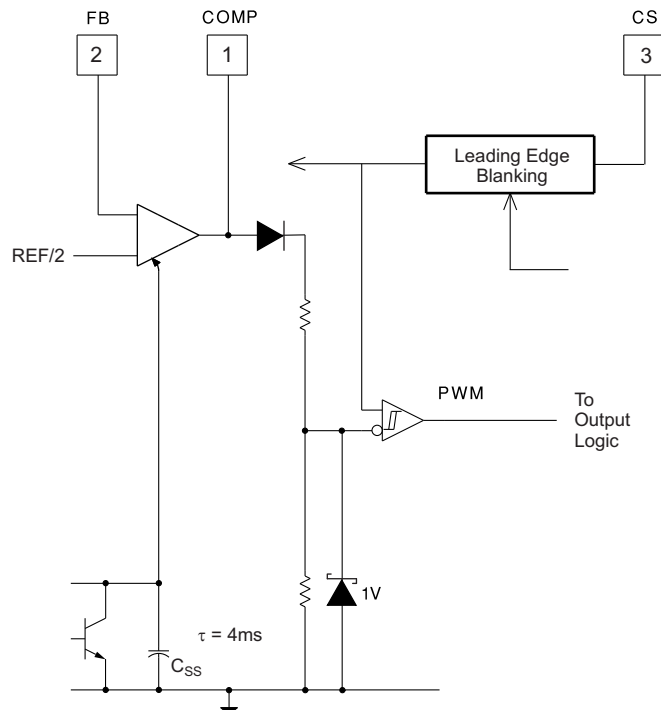 FB
COMP
CS
2
1
3
Leading Edge
Blanking
REF/2
PWM
To
Output
Logic
1V
τ = 4ms
CSS